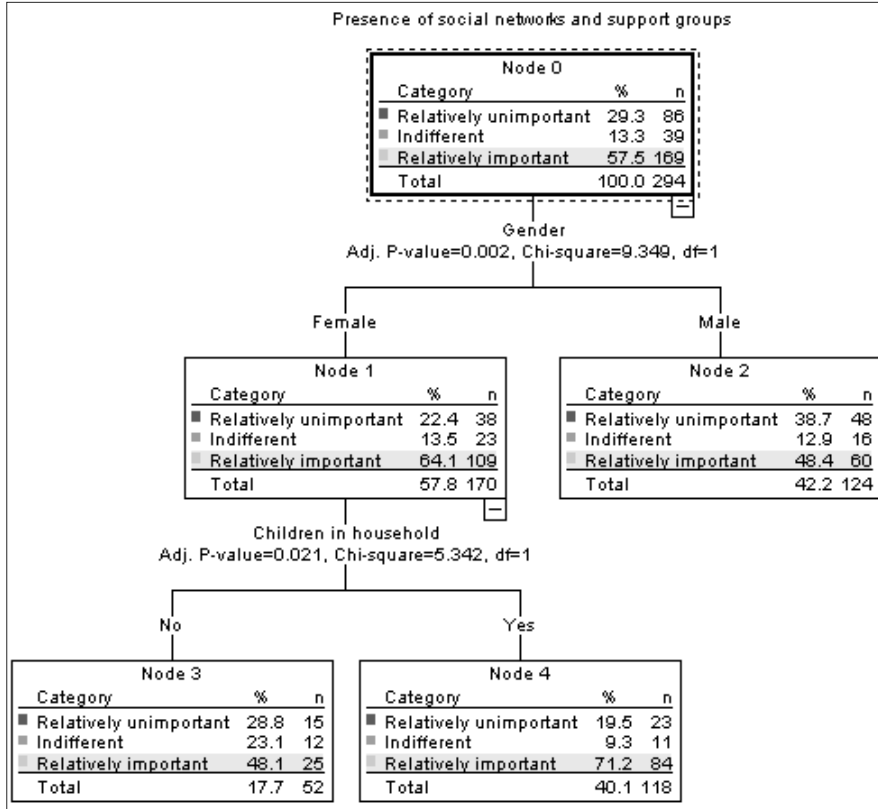 Presence of social networks and support groups
Node 0
Category % n
Relatively unimportant 29.3 86
Indifferent 13.3 39
Relatively important 57.5 169
Total 100.0 294
Gender
Adj. P-value=0.002, Chi-square=9.349, df=1
Female
Male
Node 1
Category % n
Relatively unimportant 22.4 38
Indifferent 13.5 23
Relatively important 64.1 109
Total 57.8 170
Node 2
Category % n
Relatively unimportant 38.7 48
Indifferent 12.9 16
Relatively important 48.4 60
Total 42.2 124
Children in household
Adj. P-value=0.021, Chi-square=5.342, df=1
No
Yes
Node 3
Category % n
Relatively unimportant 28.8 15
Indifferent 23.1 12
Relatively important 48.1 25
Total 17.7 52
Node 4
Category % n
Relatively unimportant 19.5 23
Indifferent 9.3 11
Relatively important 71.2 84
Total 40.1 118